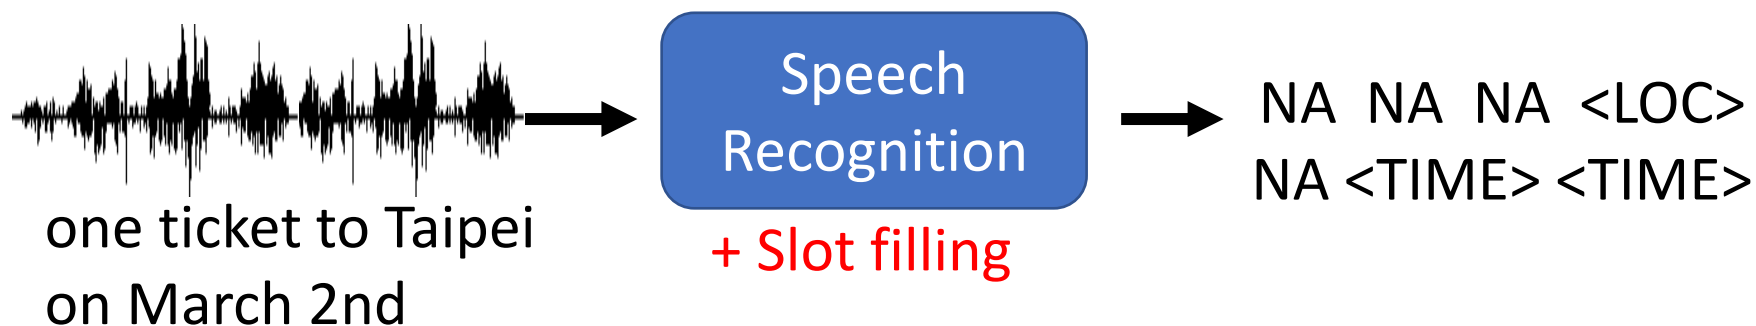 one ticket to Taipei
on March 2nd
Speech
Recognition
+ Slot filling
NA NA NA <LOC>
NA <TIME> <TIME>